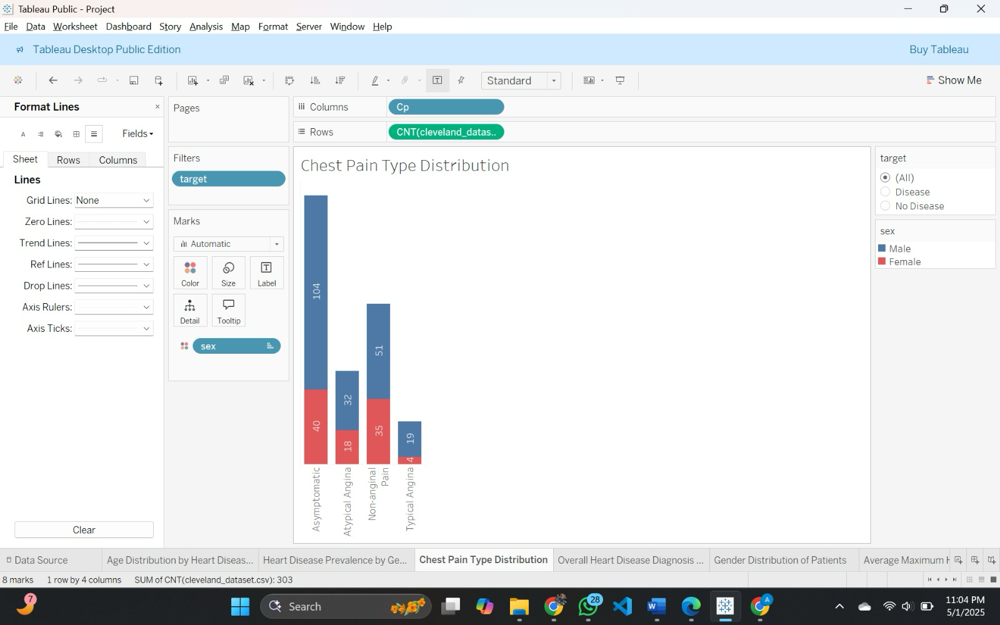 Tableau Public - Project
File Data Worksheet Dashboard Story Analysis Map Format Server Window Help
Tableau Desktop Public Edition Buy Tableau
Standard Show Me
Format Lines
Fields
Sheet Rows Columns
Lines
Grid Lines: None
Zero Lines:
Trend Lines:
Ref Lines:
Drop Lines:
Axis Rulers:
Axis Ticks:
Clear
Pages
Filters
target
Marks
Automatic
Color Size Label
Detail Tooltip
sex
Columns Cp
Rows CNT(cleveland_datas..
Chest Pain Type Distribution
104
40
32
18
51
35
19
4
Asymptomatic
Atypical Angina
Non-anginal
Pain
Typical Angina
target
(All)
Disease
No Disease
sex
Male
Female
Data Source Age Distribution by Heart Diseas... Heart Disease Prevalence by Ge... Chest Pain Type Distribution Overall Heart Disease Diagnosis ... Gender Distribution of Patients Average Maximum H
8 marks 1 row by 4 columns SUM of CNT(cleveland_dataset.csv): 303
7
Search
28
W
A
11:04 PM
5/1/2025